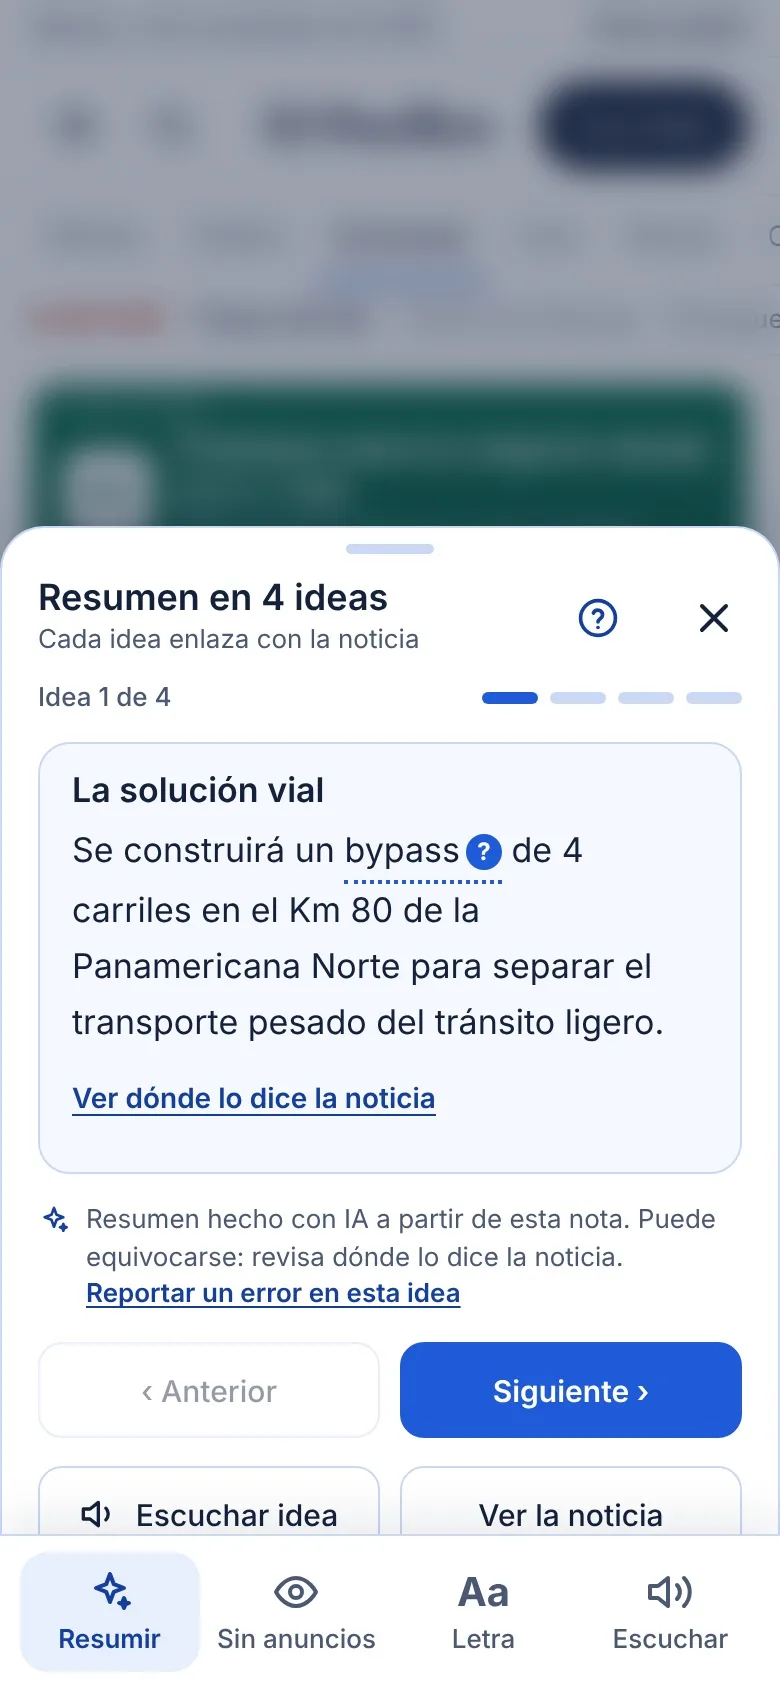 Resumen en 4 ideas
Cada idea enlaza con la noticia
Idea 1 de 4
La solución vial
Se construirá un bypass ? de 4
carriles en el Km 80 de la
Panamericana Norte para separar el
transporte pesado del tránsito ligero.
Ver dónde lo dice la noticia
Resumen hecho con IA a partir de esta nota. Puede
equivocarse: revisa dónde lo dice la noticia.
Reportar un error en esta idea
‹ Anterior
Siguiente ›
Escuchar idea
Ver la noticia
Resumir
Sin anuncios
Aa
Letra
Escuchar